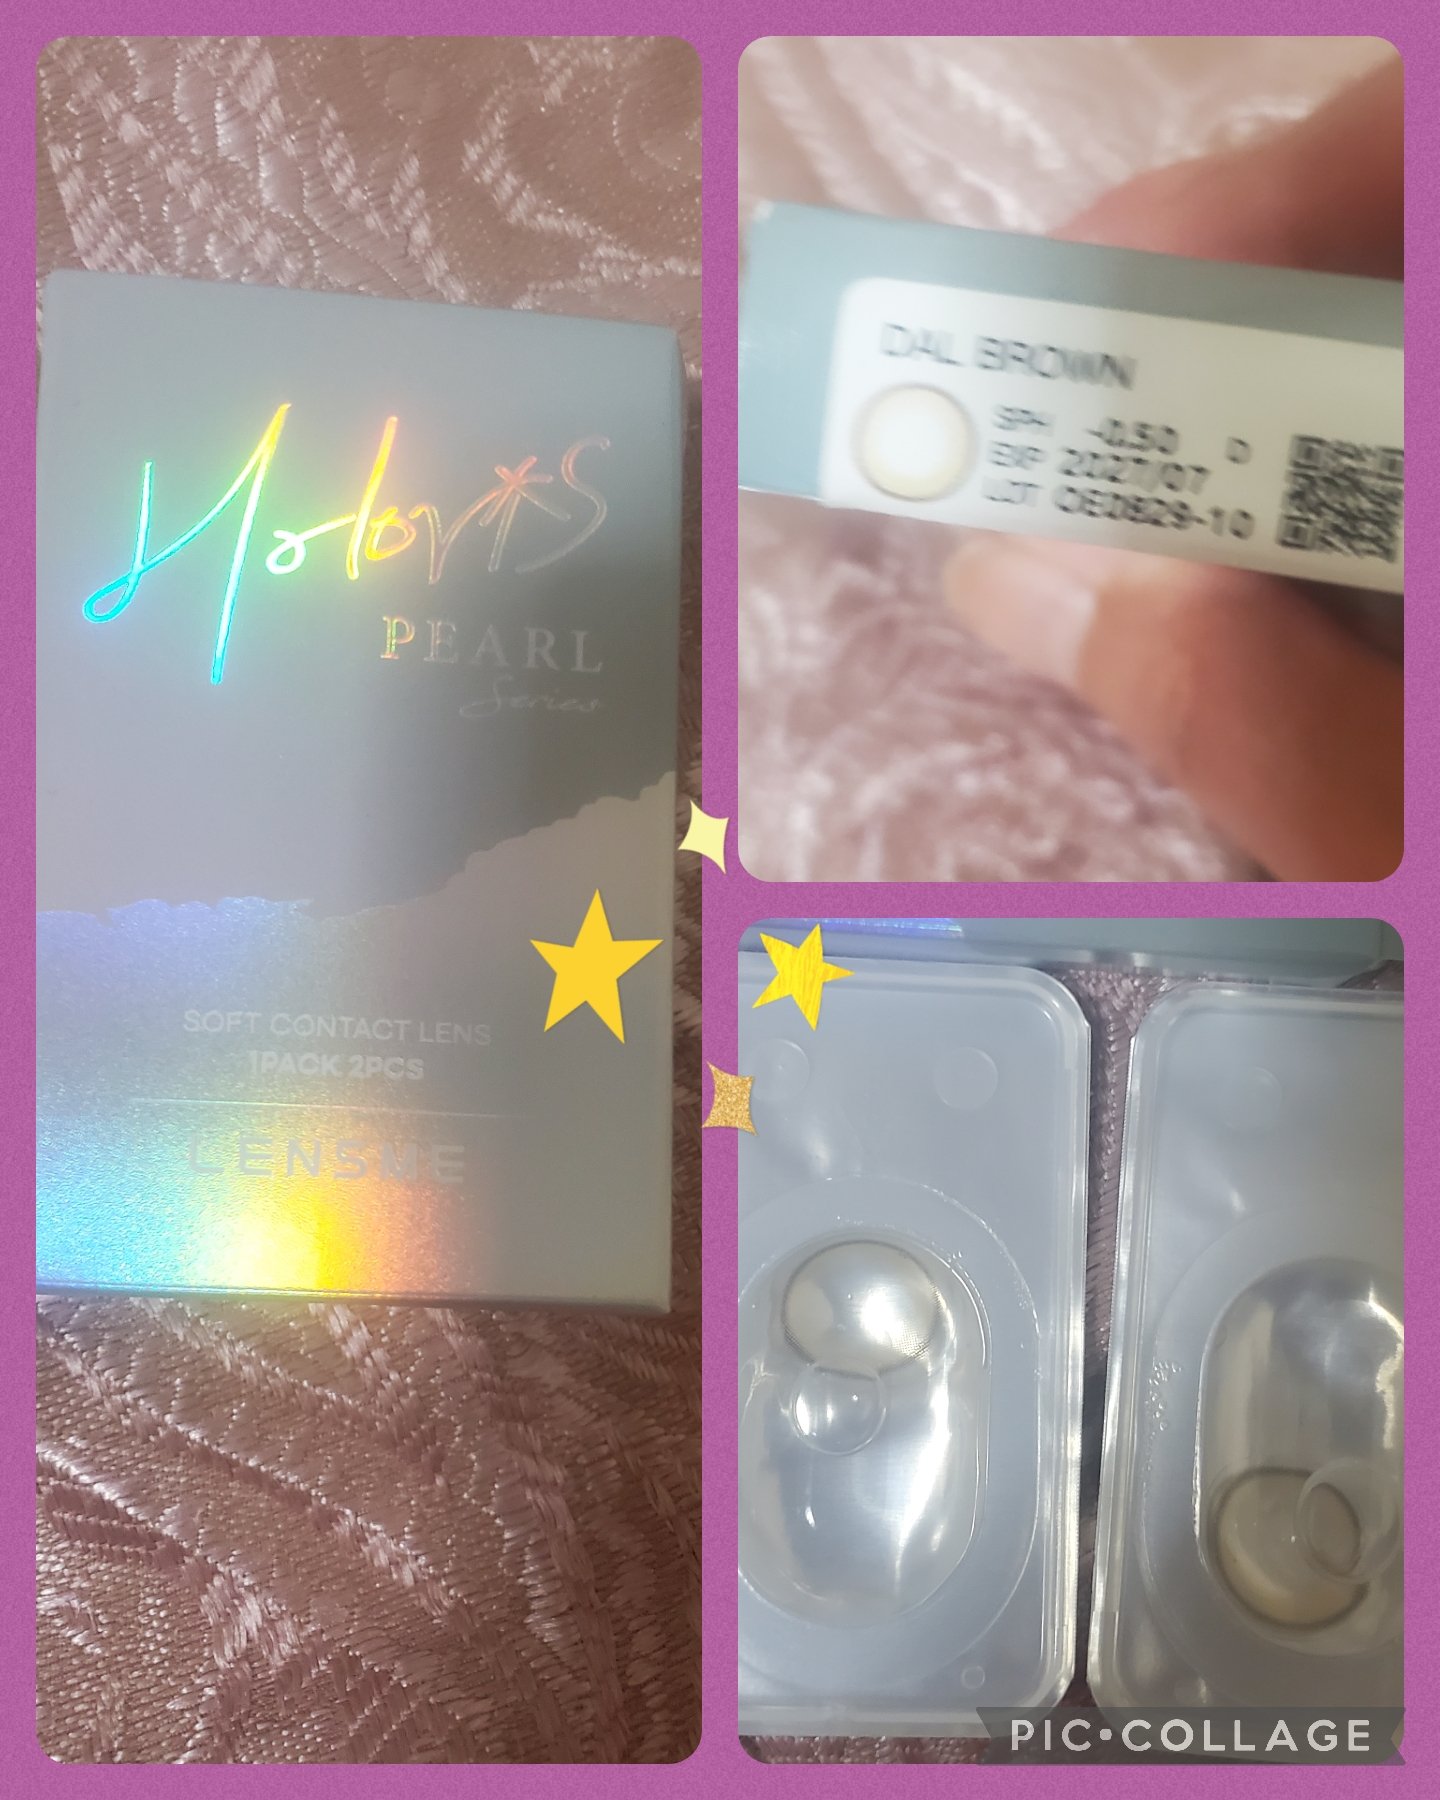 Holoris
PEARL
Series
SOFT CONTACT LENS
1PACK 2PCS
LENSME
DAL BROWN
SPH -0.50 D
EXP 2027/07
LOT OE0829-10
PIC•COLLAGE